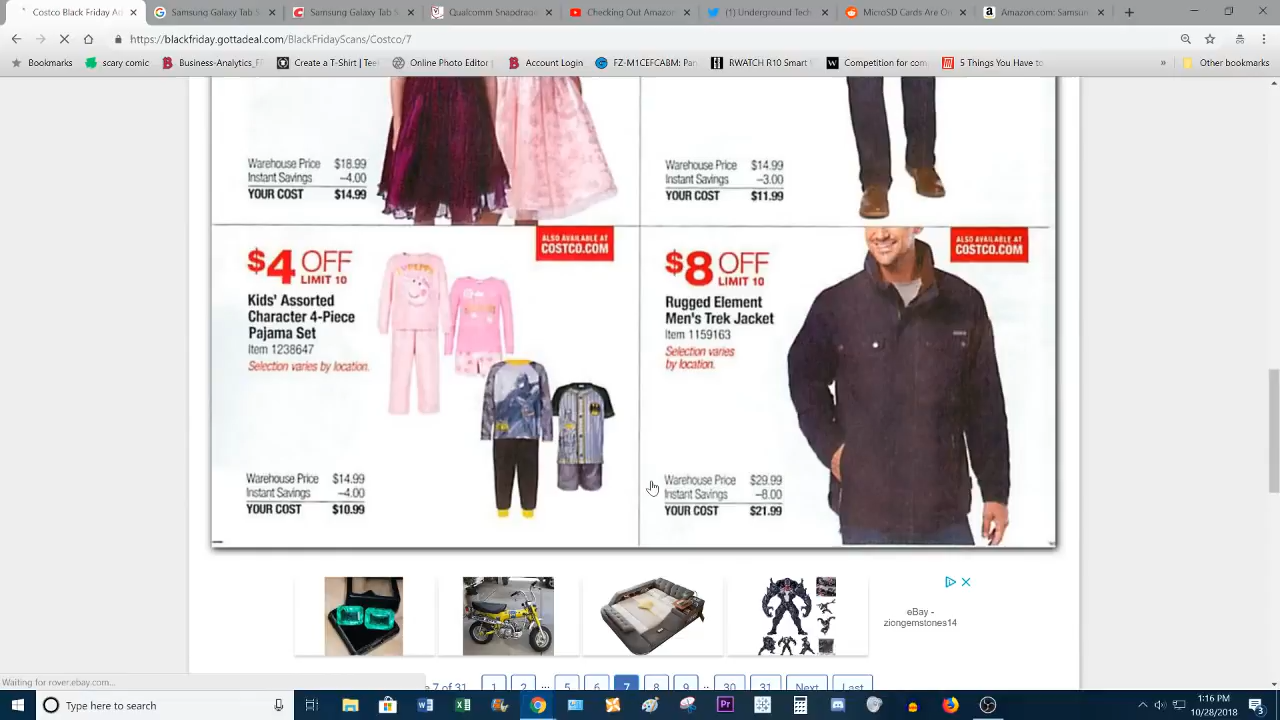 Costco Black Friday Ar
Samsung Galaxy Tab S
Samsung Galaxy Tab S
Qualcomm Snapdrago
Checking Out Amazon
(1) Underground Tech
MicroSD Cards Are O
Amazon.com: Samsun
https://blackfriday.gottadeal.com/BlackFridayScans/Costco/7
Bookmarks
scary comic
Business-Analytics_F
Create a T-Shirt | Tee
Online Photo Editor |
Account Login
FZ-M1CEFCABM: Par
RWATCH R10 Smart
Competition for com
5 Things You Have to
»
Other bookmarks
Warehouse Price $18.99
Instant Savings –4.00
YOUR COST $14.99
Warehouse Price $14.99
Instant Savings –3.00
YOUR COST $11.99
$4 OFF
LIMIT 10
ALSO AVAILABLE AT
COSTCO.COM
Kids' Assorted
Character 4-Piece
Pajama Set
Item 1238647
Selection varies by location.
Warehouse Price $14.99
Instant Savings –4.00
YOUR COST $10.99
$8 OFF
LIMIT 10
ALSO AVAILABLE AT
COSTCO.COM
Rugged Element
Men's Trek Jacket
Item 1159163
Selection varies
by location.
Warehouse Price $29.99
Instant Savings –8.00
YOUR COST $21.99
eBay -
ziongemstones14
Waiting for rover.ebay.com...
e 7 of 31 1 2 ... 5 6 7 8 9 .. 30 31 Next Last
Type here to search
1:16 PM
10/28/2018
3